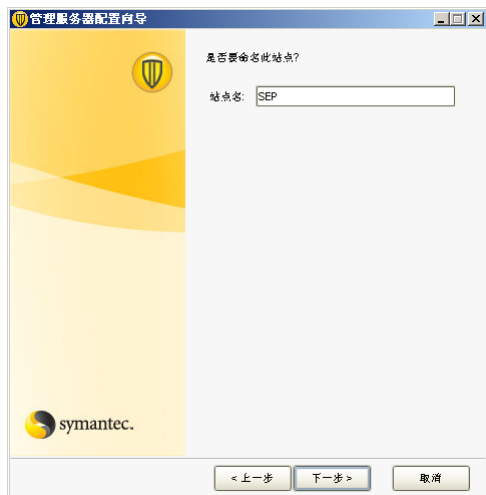 管理服务器配置向导
是否要命名此站点?
站点名: SEP
symantec.
< 上一步 下一步 > 取消